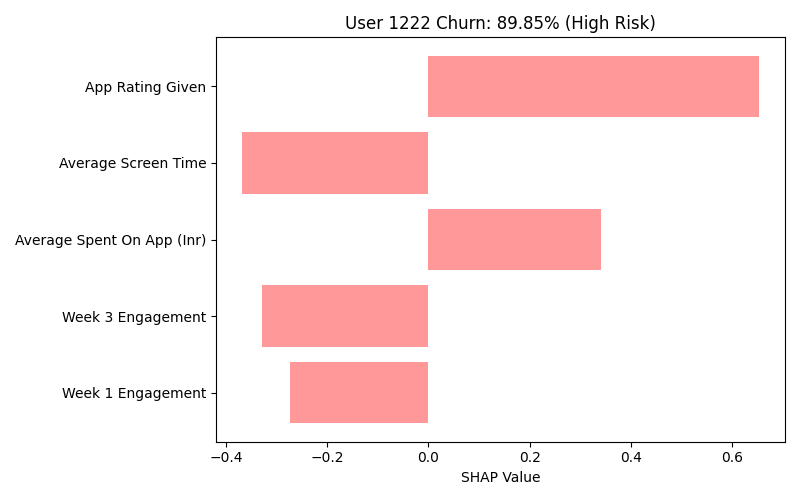 User 1222 Churn: 89.85% (High Risk)
App Rating Given
Average Screen Time
Average Spent On App (Inr)
Week 3 Engagement
Week 1 Engagement
−0.4 −0.2 0.0 0.2 0.4 0.6
SHAP Value